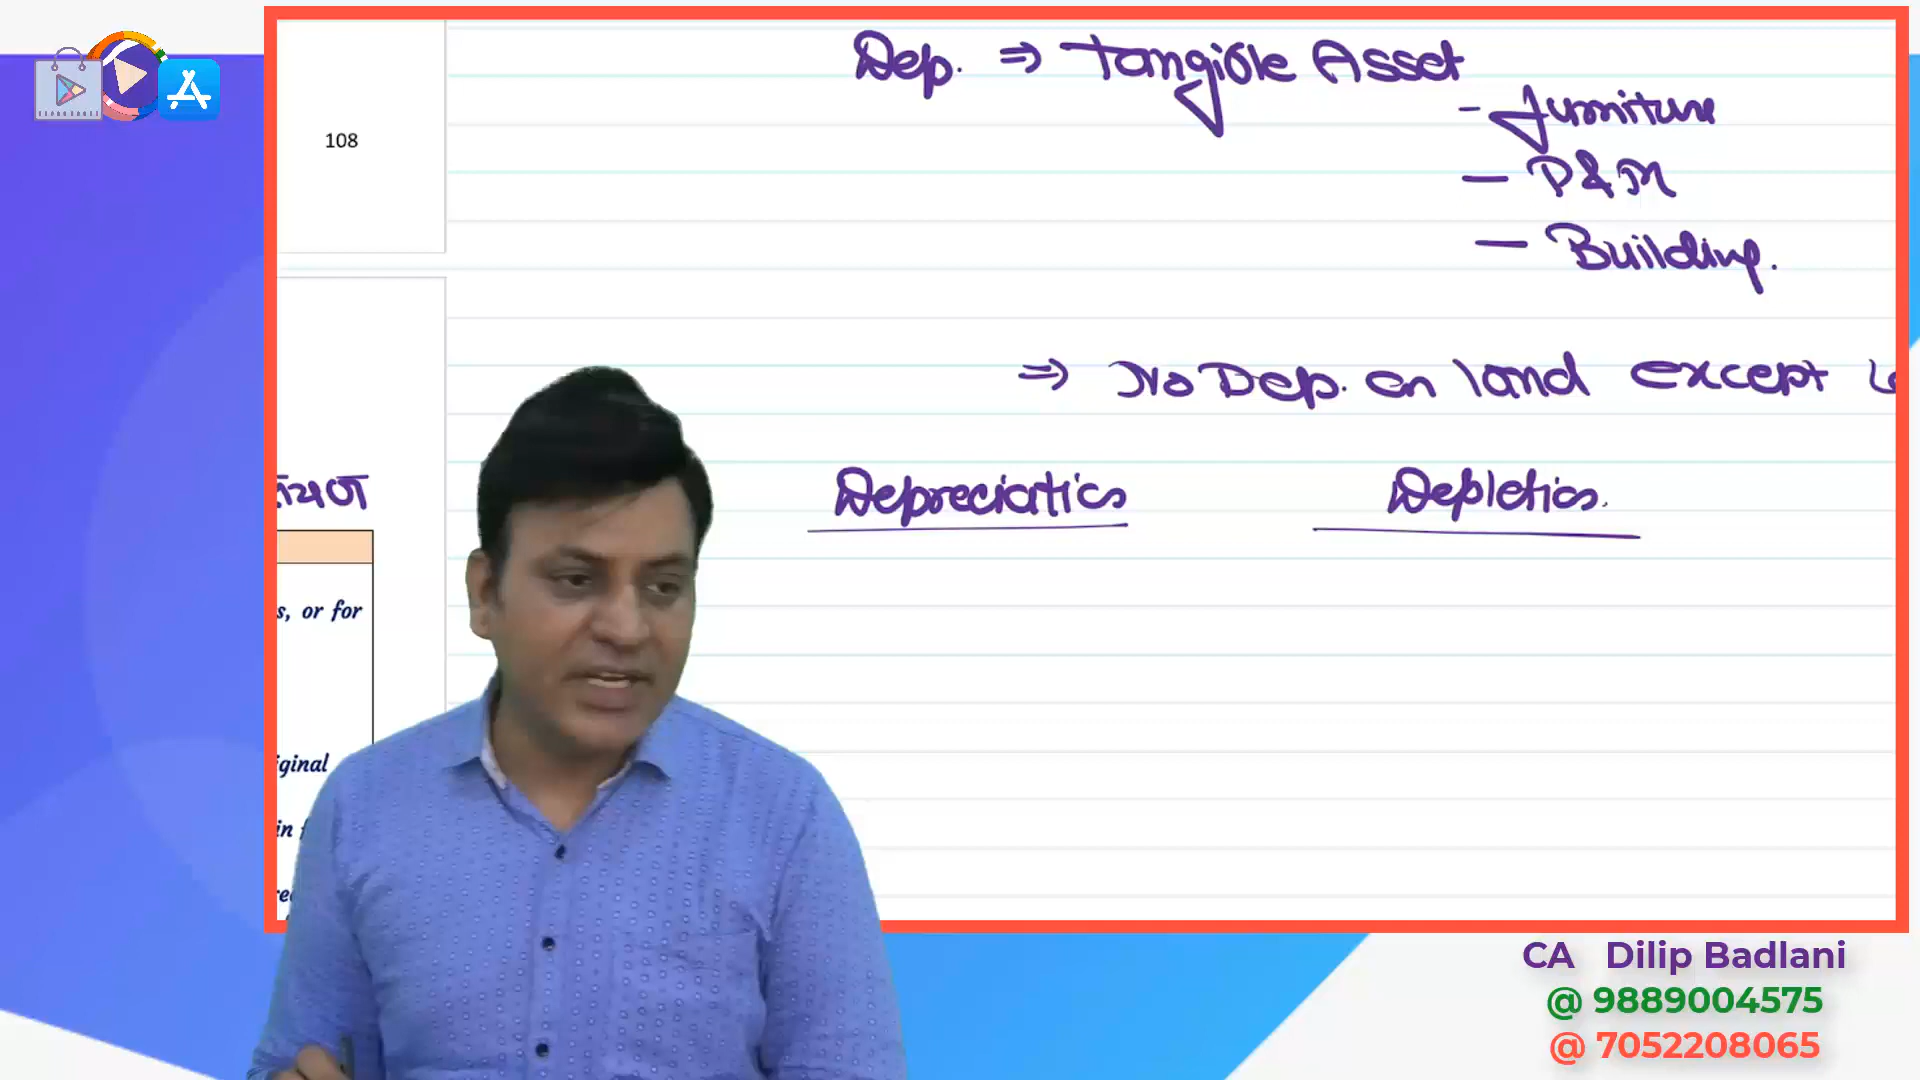 Dep. ⇒ Tangible Asset
- furniture
108
— P&M
— Building.
⇒ No Dep. on land except
Depreciation Depletion.
s, or for
iginal
in
CA Dilip Badlani
@ 9889004575
@ 7052208065